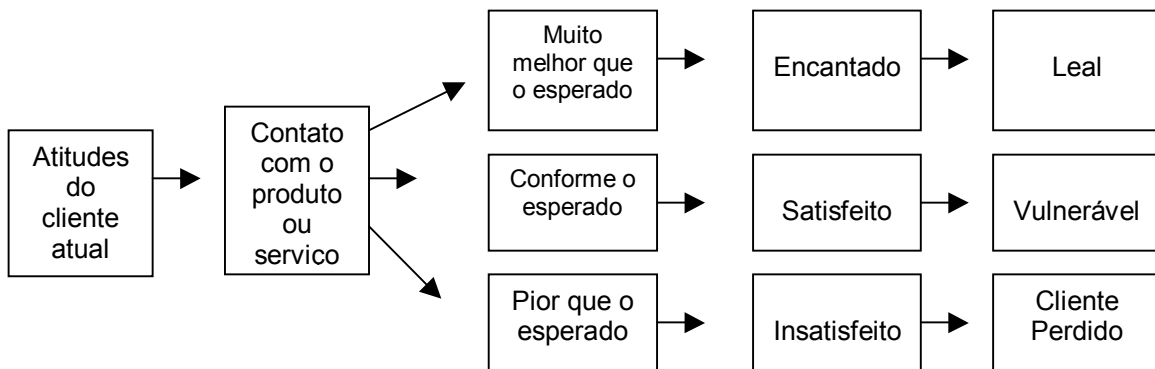 Atitudes
do
cliente
atual
Contato
com o
produto
ou
servico
Muito
melhor que
o esperado
Encantado
Leal
Conforme o
esperado
Satisfeito
Vulnerável
Pior que o
esperado
Insatisfeito
Cliente
Perdido